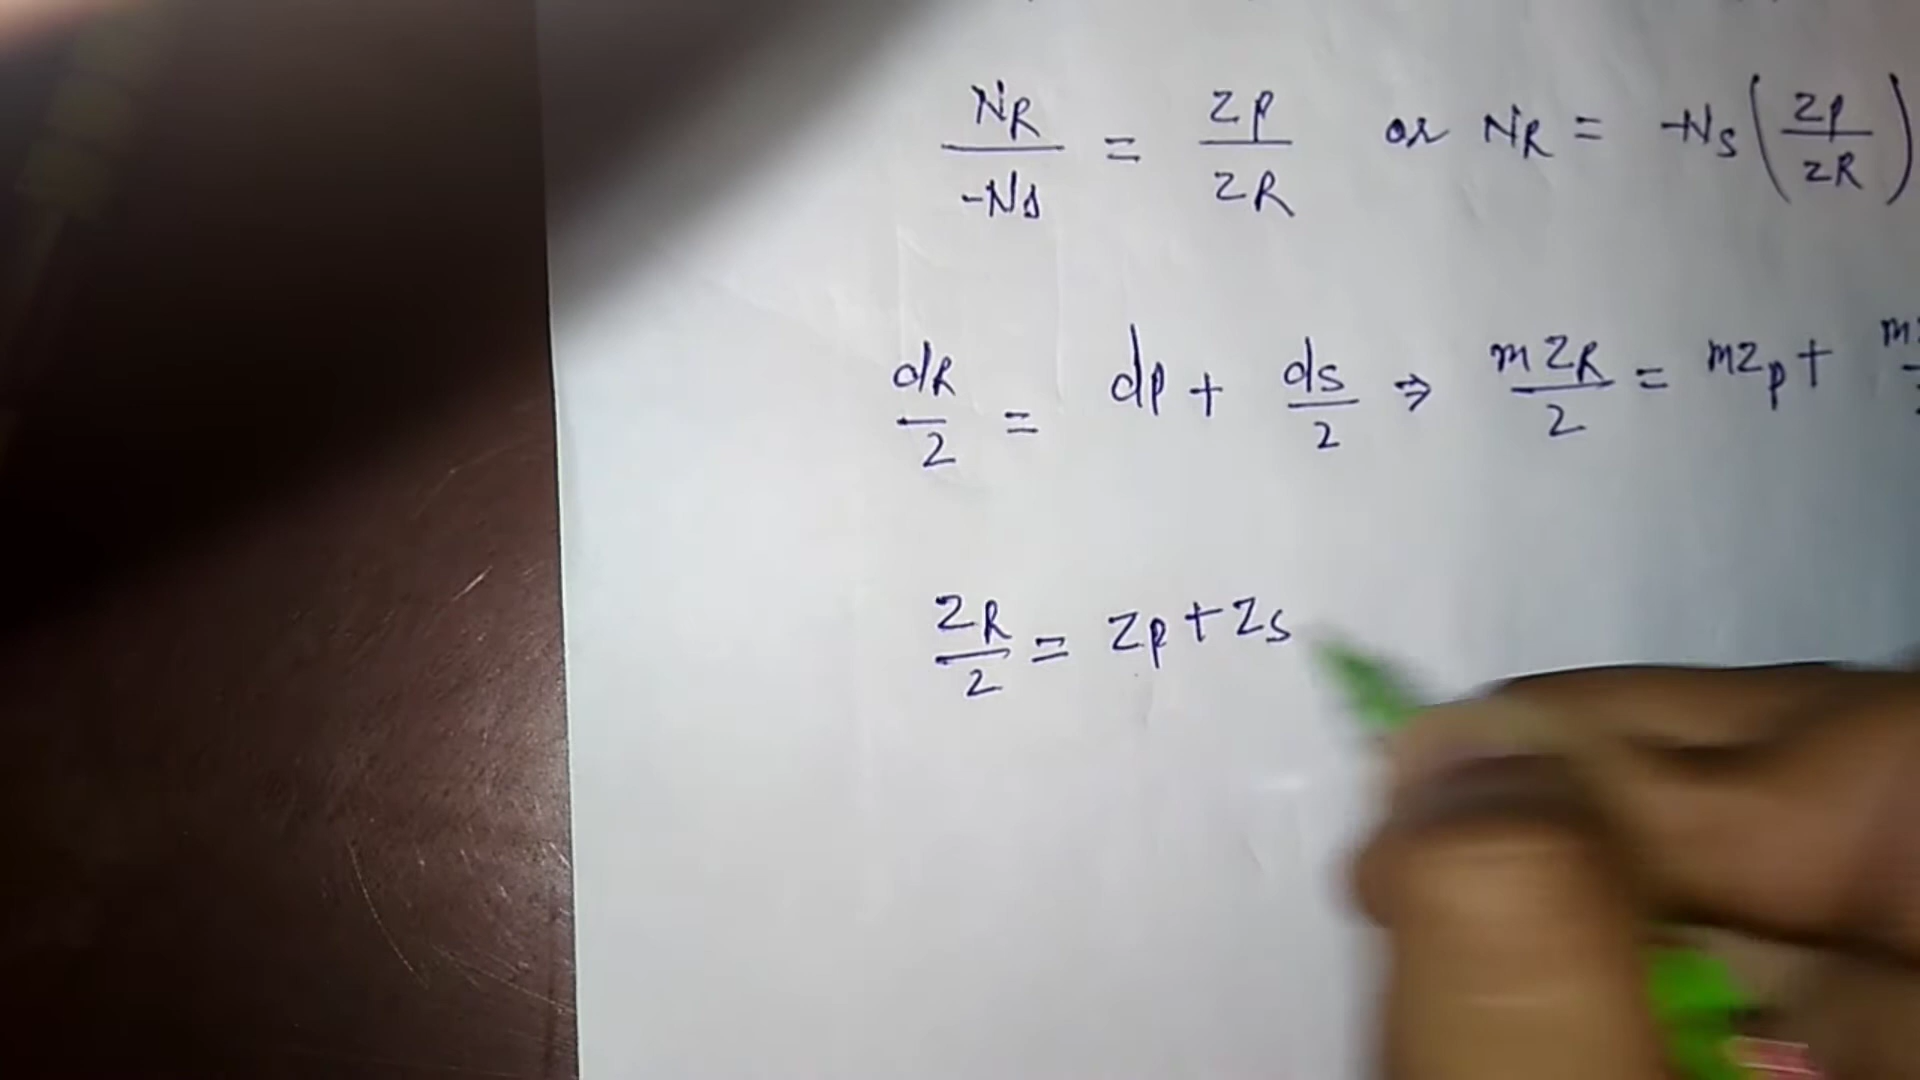 NR/-Ns = ZP/ZR or NR = -Ns(ZP/ZR)
dR/2 = dp + ds/2 ⇒ mZR/2 = mZp +
ZR/2 = Zp + Zs